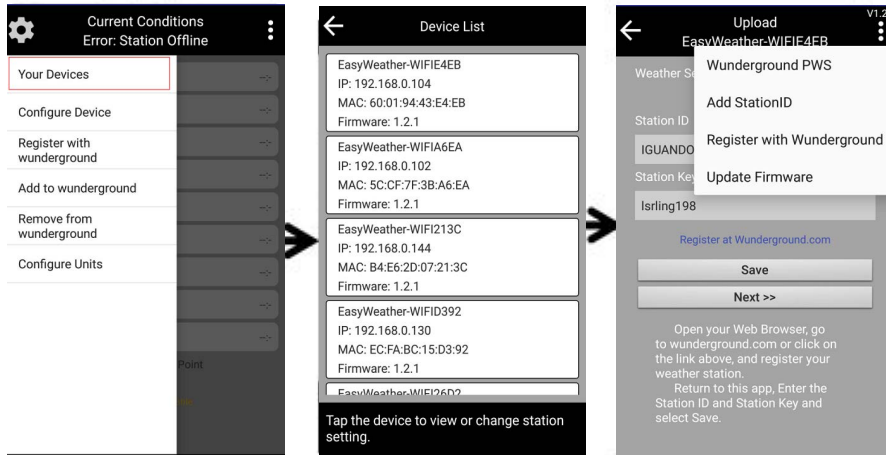 Current Conditions
Error: Station Offline
Your Devices
Configure Device
Register with
wunderground
Add to wunderground
Remove from
wunderground
Configure Units
--:-
--:-
--:-
--:-
--:-
--:-
--:-
--:-
--:-
Point
Device List
EasyWeather-WIFIE4EB
IP: 192.168.0.104
MAC: 60:01:94:43:E4:EB
Firmware: 1.2.1
EasyWeather-WIFIA6EA
IP: 192.168.0.102
MAC: 5C:CF:7F:3B:A6:EA
Firmware: 1.2.1
EasyWeather-WIFI213C
IP: 192.168.0.144
MAC: B4:E6:2D:07:21:3C
Firmware: 1.2.1
EasyWeather-WIFID392
IP: 192.168.0.130
MAC: EC:FA:BC:15:D3:92
Firmware: 1.2.1
EasyWeather-WIFI26D2
Tap the device to view or change station
setting.
V1.2
Upload
EasyWeather-WIFIE4EB
Wunderground PWS
Add StationID
Register with Wunderground
Update Firmware
Weather Se
Station ID
IGUANDO
Station Key
lsrling198
Register at Wunderground.com
Save
Next >>
Open your Web Browser, go
to wunderground.com or click on
the link above, and register your
weather station.
Return to this app, Enter the
Station ID and Station Key and
select Save.